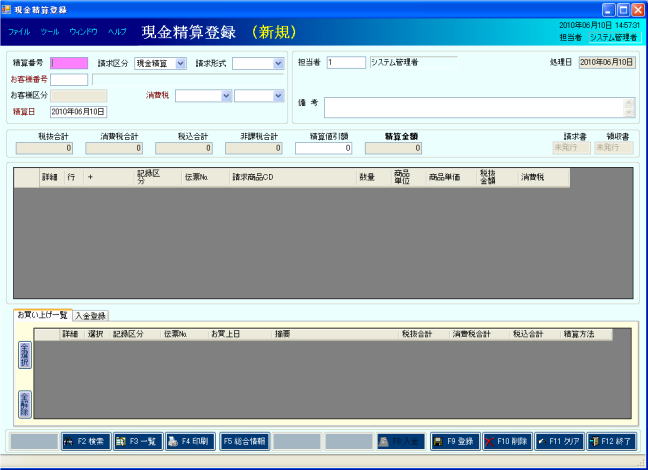 現金精算登録
ファイル ツール ウィンドウ ヘルプ 現金精算登録 (新規) 2010年06月10日 14:57:31
担当者 システム管理者
精算番号 請求区分 現金精算 請求形式 担当者 1 システム管理者 処理日 2010年06月10日
お客様番号
お客様区分 消費税 備 考
精算日 2010年06月10日
税抜合計 消費税合計 税込合計 非課税合計 精算値引額 精算金額 請求書 領収書
0 0 0 0 0 0 未発行 未発行
詳細 行 + 記録区分 伝票No. 請求商品CD 数量 商品単位 商品単価 税抜金額 消費税
お買い上げ一覧 入金登録
詳細 選択 記録区分 伝票No. お買上日 摘要 税抜合計 消費税合計 税込合計 精算方法
全選択
全解除
F2 検索 F3 一覧 F4 印刷 F5 総合情報 F8 入金 F9 登録 F10 削除 F11 クリア F12 終了